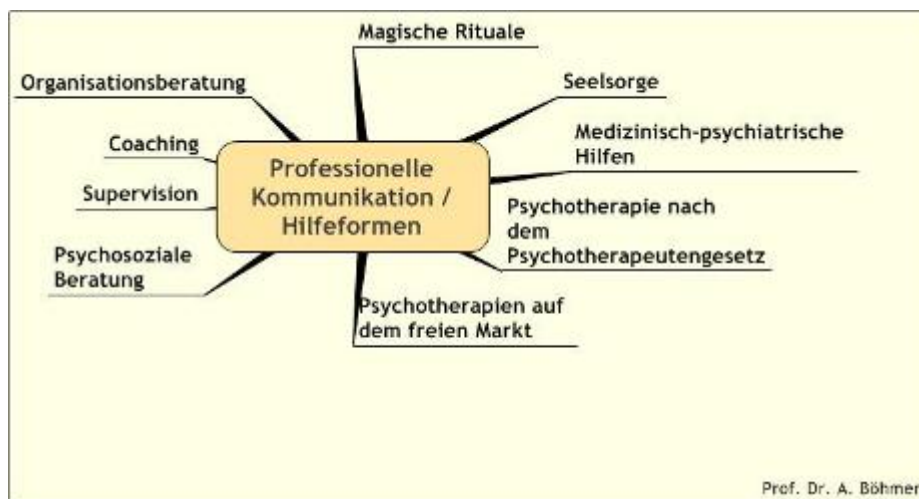 Magische Rituale
Organisationsberatung
Seelsorge
Coaching
Medizinisch-psychiatrische
Hilfen
Professionelle
Kommunikation /
Hilfeformen
Supervision
Psychotherapie nach
dem
Psychotherapeutengesetz
Psychosoziale
Beratung
Psychotherapien auf
dem freien Markt
Prof. Dr. A. Böhmer